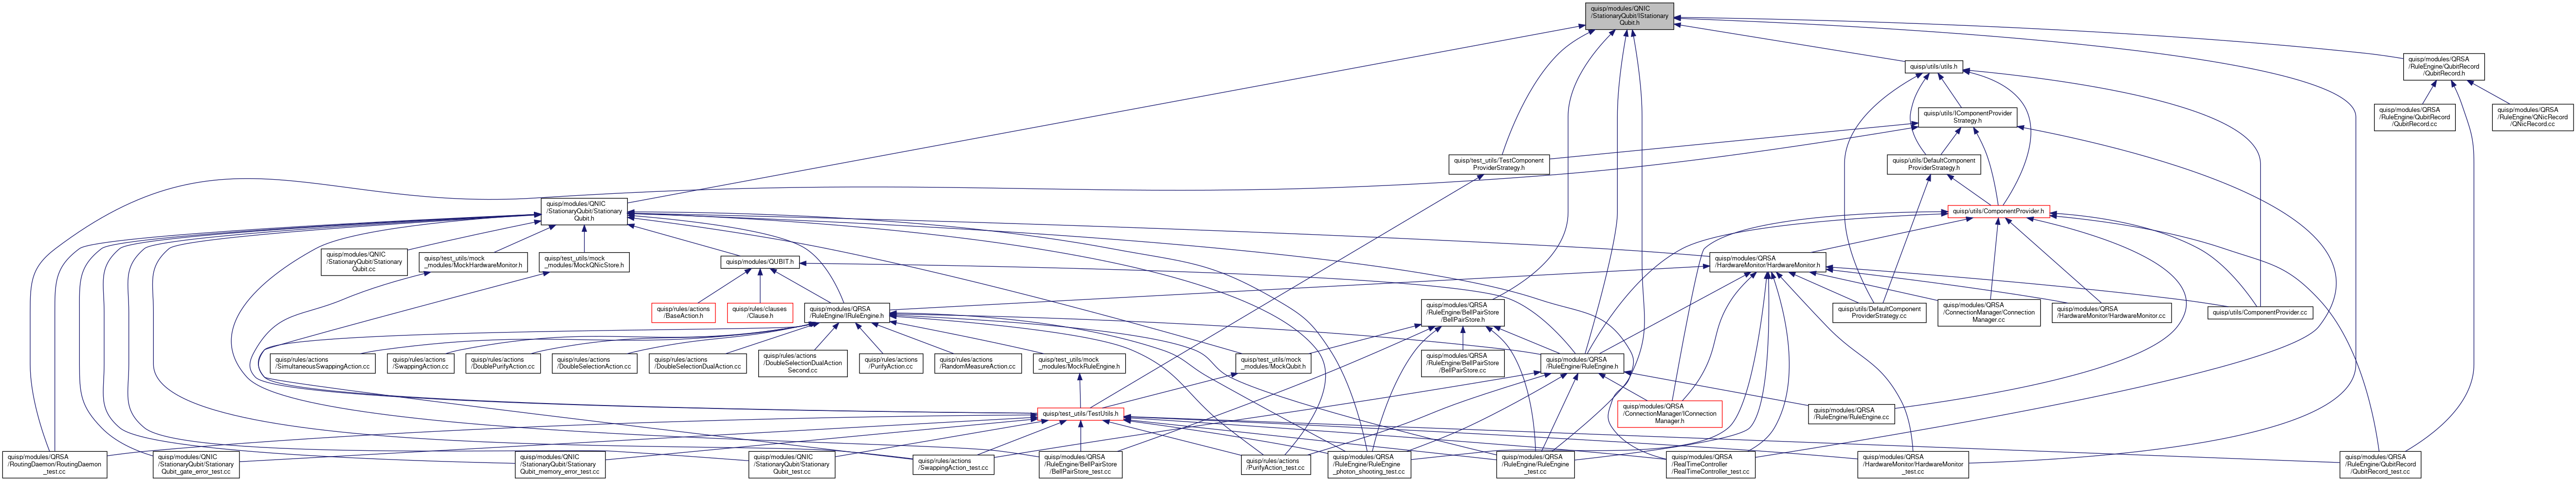 quisp/modules/QNIC
/StationaryQubit/IStationary
Qubit.h
quisp/modules/QRSA
/RuleEngine/QubitRecord
/QubitRecord.h
quisp/utils/utils.h
quisp/modules/QRSA
/RuleEngine/QubitRecord
/QubitRecord.cc
quisp/modules/QRSA
/RuleEngine/QNicRecord
/QNicRecord.cc
quisp/utils/IComponentProvider
Strategy.h
quisp/test_utils/TestComponent
ProviderStrategy.h
quisp/utils/DefaultComponent
ProviderStrategy.h
quisp/modules/QNIC
/StationaryQubit/Stationary
Qubit.h
quisp/utils/ComponentProvider.h
quisp/modules/QNIC
/StationaryQubit/Stationary
Qubit.cc
quisp/test_utils/mock
_modules/MockHardwareMonitor.h
quisp/test_utils/mock
_modules/MockQNicStore.h
quisp/modules/QUBIT.h
quisp/modules/QRSA
/HardwareMonitor/HardwareMonitor.h
quisp/rules/actions
/BaseAction.h
quisp/rules/clauses
/Clause.h
quisp/modules/QRSA
/RuleEngine/IRuleEngine.h
quisp/modules/QRSA
/RuleEngine/BellPairStore
/BellPairStore.h
quisp/utils/DefaultComponent
ProviderStrategy.cc
quisp/modules/QRSA
/ConnectionManager/Connection
Manager.cc
quisp/modules/QRSA
/HardwareMonitor/HardwareMonitor.cc
quisp/utils/ComponentProvider.cc
quisp/rules/actions
/SimultaneousSwappingAction.cc
quisp/rules/actions
/SwappingAction.cc
quisp/rules/actions
/DoublePurifyAction.cc
quisp/rules/actions
/DoubleSelectionAction.cc
quisp/rules/actions
/DoubleSelectionDualAction.cc
quisp/rules/actions
/DoubleSelectionDualAction
Second.cc
quisp/rules/actions
/PurifyAction.cc
quisp/rules/actions
/RandomMeasureAction.cc
quisp/test_utils/mock
_modules/MockRuleEngine.h
quisp/test_utils/mock
_modules/MockQubit.h
quisp/modules/QRSA
/RuleEngine/BellPairStore
/BellPairStore.cc
quisp/modules/QRSA
/RuleEngine/RuleEngine.h
quisp/test_utils/TestUtils.h
quisp/modules/QRSA
/ConnectionManager/IConnection
Manager.h
quisp/modules/QRSA
/RuleEngine/RuleEngine.cc
quisp/modules/QRSA
/RoutingDaemon/RoutingDaemon
_test.cc
quisp/modules/QNIC
/StationaryQubit/Stationary
Qubit_gate_error_test.cc
quisp/modules/QNIC
/StationaryQubit/Stationary
Qubit_memory_error_test.cc
quisp/modules/QNIC
/StationaryQubit/Stationary
Qubit_test.cc
quisp/rules/actions
/SwappingAction_test.cc
quisp/modules/QRSA
/RuleEngine/BellPairStore
/BellPairStore_test.cc
quisp/rules/actions
/PurifyAction_test.cc
quisp/modules/QRSA
/RuleEngine/RuleEngine
_photon_shooting_test.cc
quisp/modules/QRSA
/RuleEngine/RuleEngine
_test.cc
quisp/modules/QRSA
/RealTimeController
/RealTimeController_test.cc
quisp/modules/QRSA
/HardwareMonitor/HardwareMonitor
_test.cc
quisp/modules/QRSA
/RuleEngine/QubitRecord
/QubitRecord_test.cc